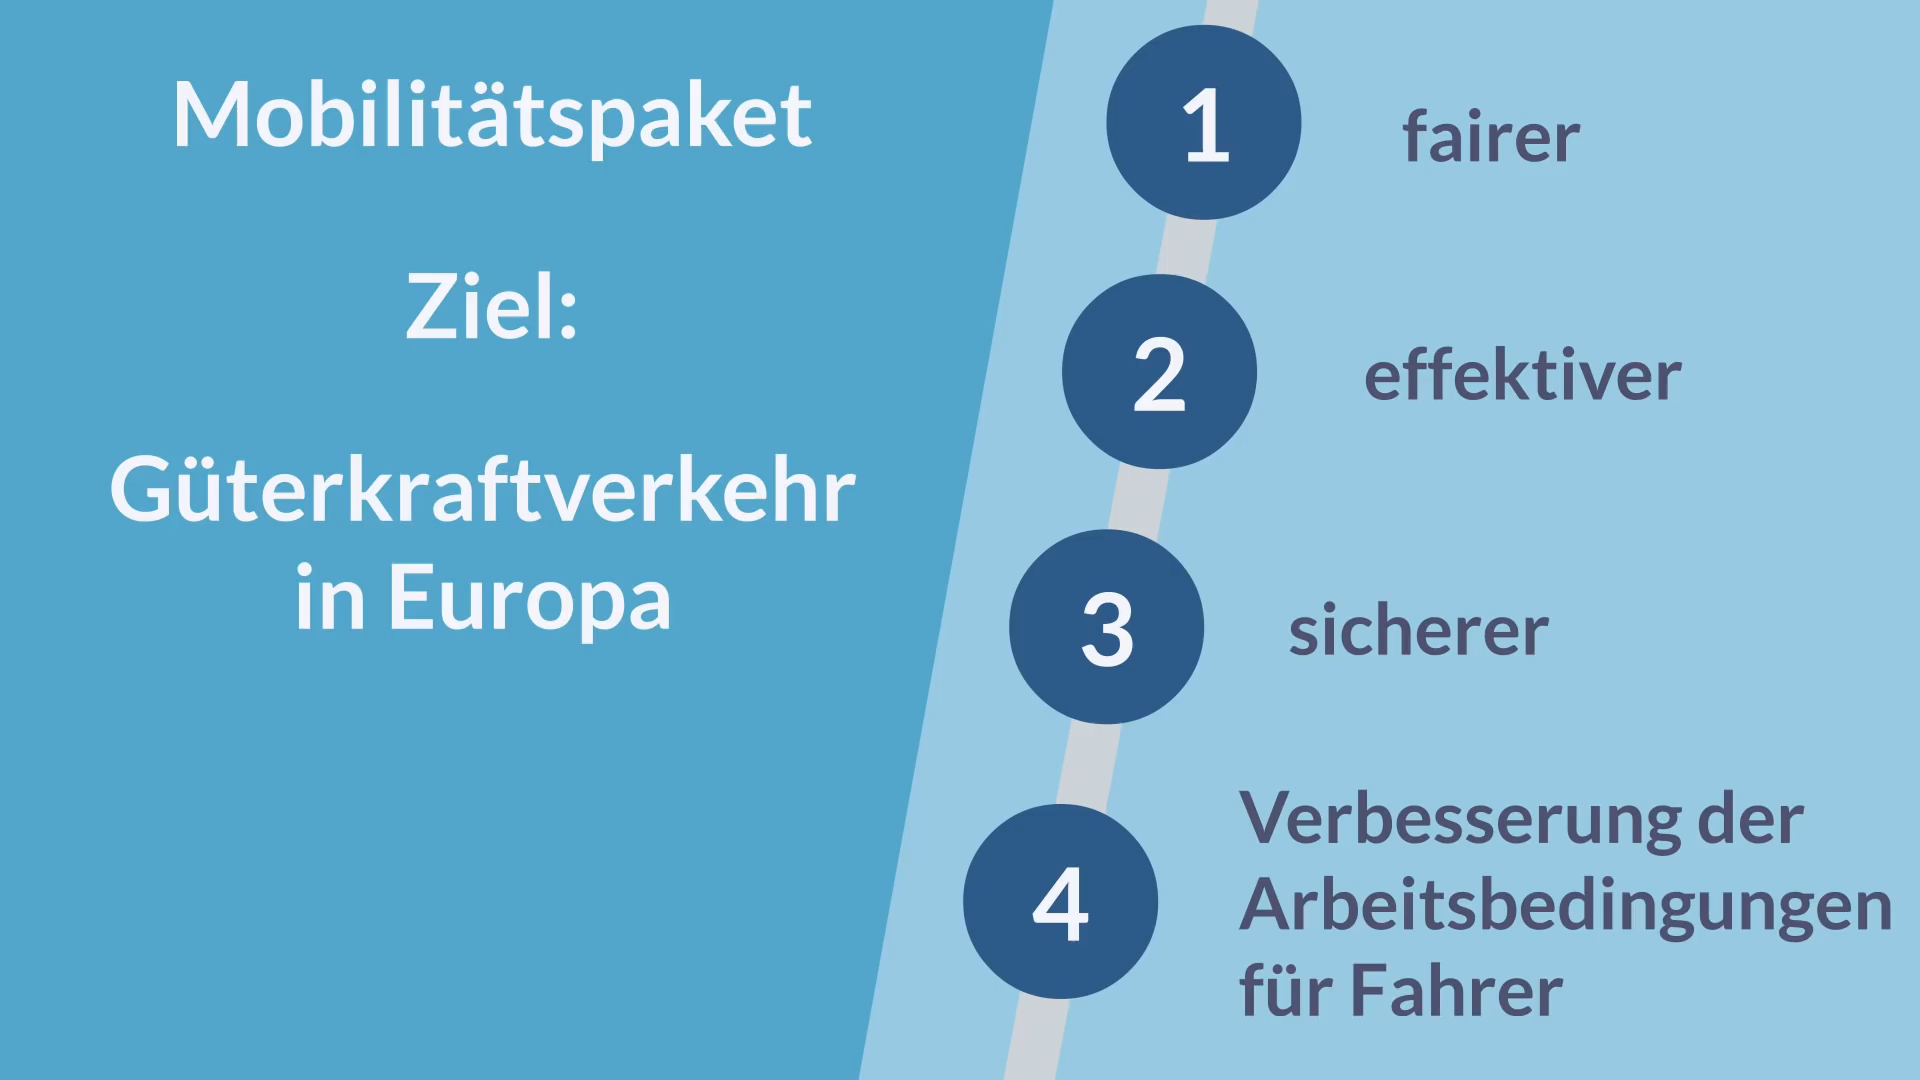 Mobilitätspaket
Ziel:
Güterkraftverkehr
in Europa
1
fairer
2
effektiver
3
sicherer
4
Verbesserung der
Arbeitsbedingungen
für Fahrer